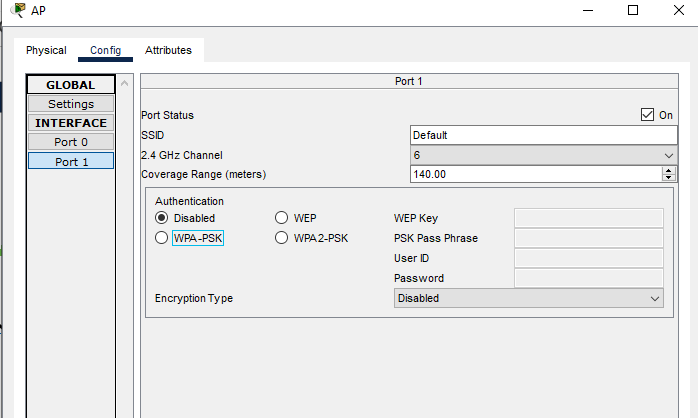 AP
Physical Config Attributes
GLOBAL
Settings
INTERFACE
Port 0
Port 1
Port 1
Port Status On
SSID Default
2.4 GHz Channel 6
Coverage Range (meters) 140.00
Authentication
Disabled WEP WEP Key
WPA-PSK WPA2-PSK PSK Pass Phrase
User ID
Password
Encryption Type Disabled